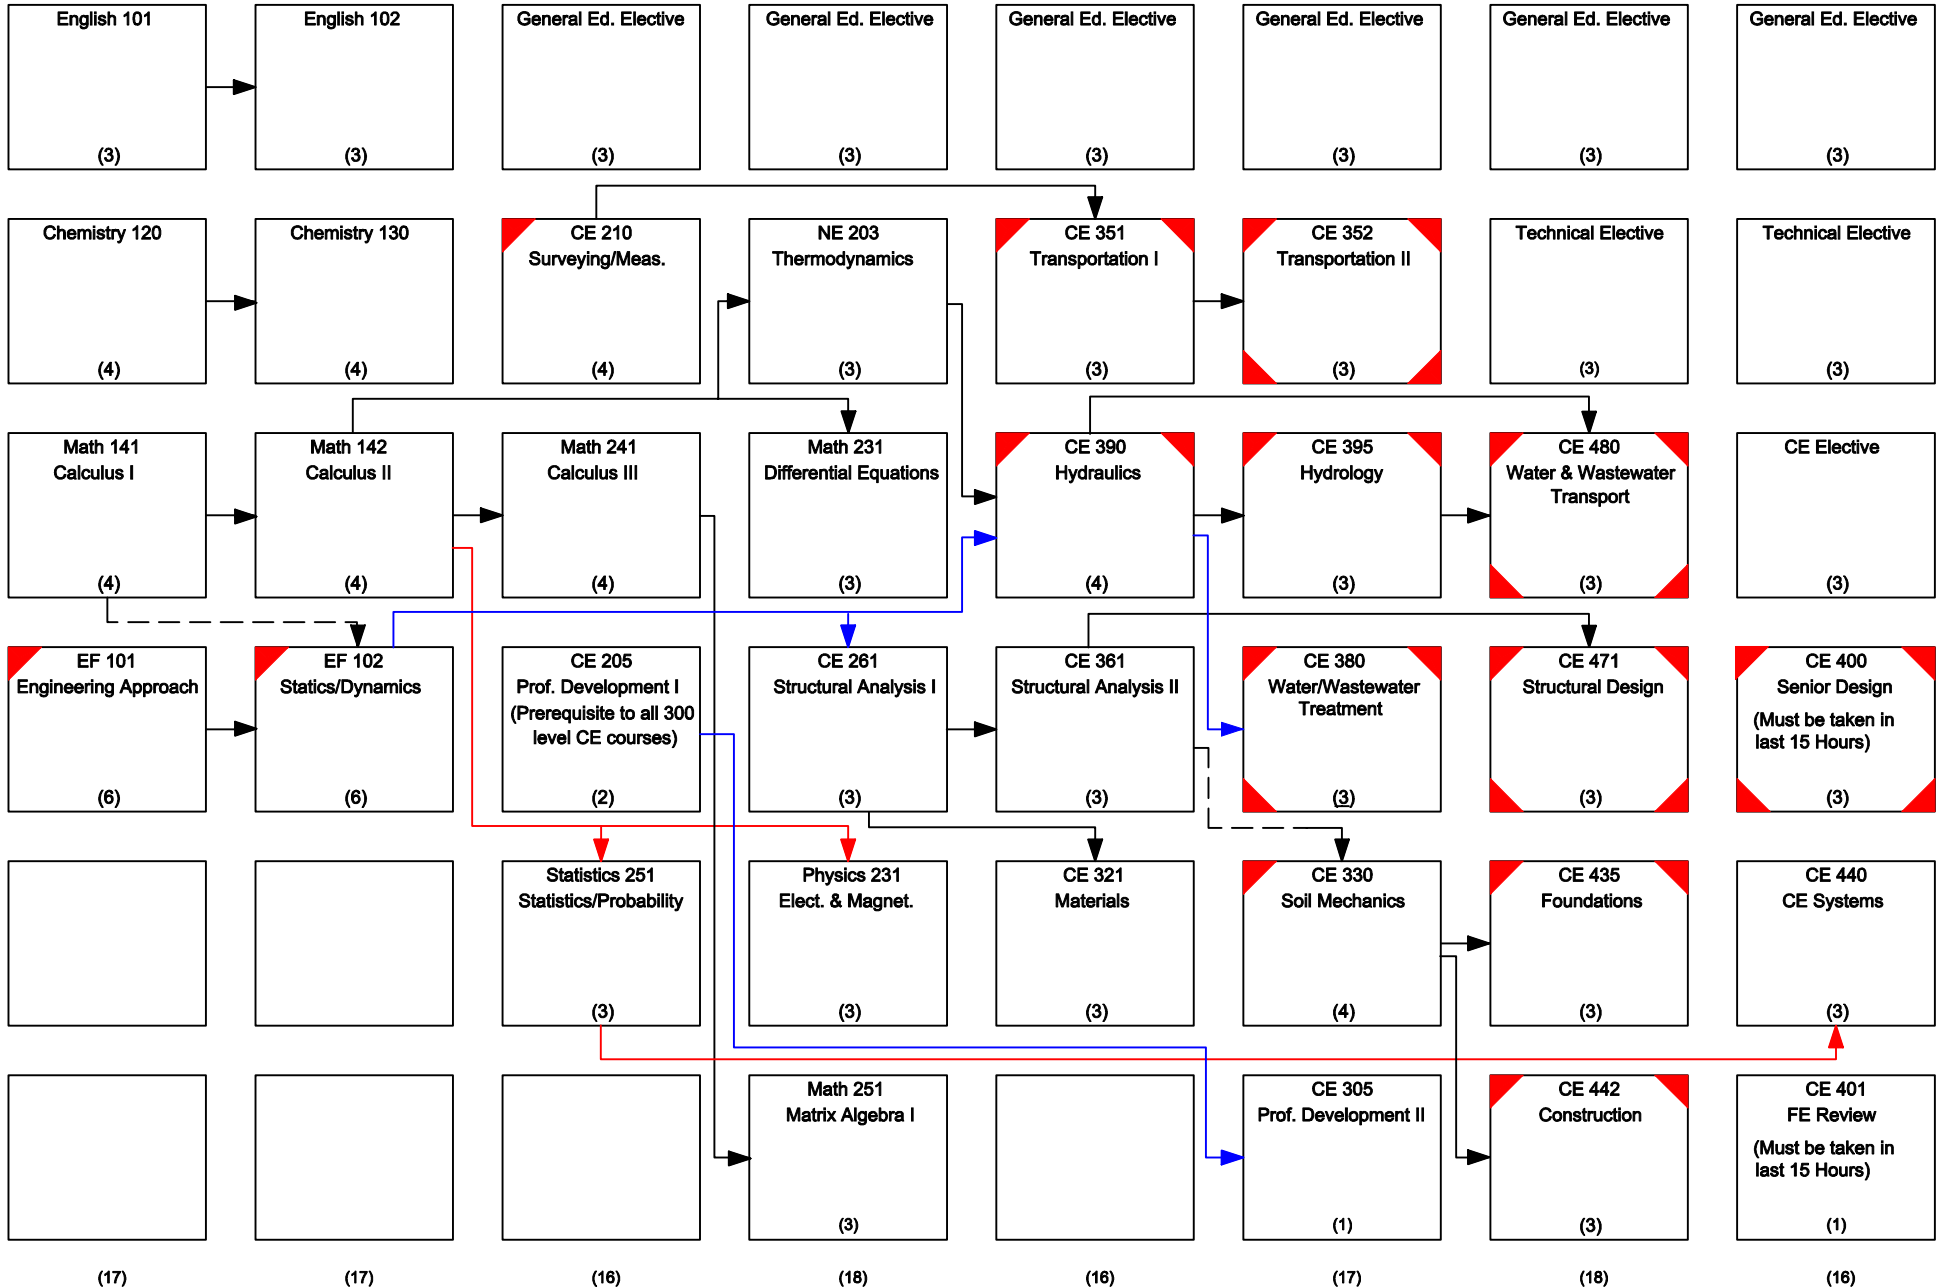 English 101
(3)
English 102
(3)
General Ed. Elective
(3)
General Ed. Elective
(3)
General Ed. Elective
(3)
General Ed. Elective
(3)
General Ed. Elective
(3)
General Ed. Elective
(3)
Chemistry 120
(4)
Chemistry 130
(4)
CE 210
Surveying/Meas.
(4)
NE 203
Thermodynamics
(3)
CE 351
Transportation I
(3)
CE 352
Transportation II
(3)
Technical Elective
(3)
Technical Elective
(3)
Math 141
Calculus I
(4)
Math 142
Calculus II
(4)
Math 241
Calculus III
(4)
Math 231
Differential Equations
(3)
CE 390
Hydraulics
(4)
CE 395
Hydrology
(3)
CE 480
Water & Wastewater
Transport
(3)
CE Elective
(3)
EF 101
Engineering Approach
(6)
EF 102
Statics/Dynamics
(6)
CE 205
Prof. Development I
(Prerequisite to all 300
level CE courses)
(2)
CE 261
Structural Analysis I
(3)
CE 361
Structural Analysis II
(3)
CE 380
Water/Wastewater
Treatment
(3)
CE 471
Structural Design
(3)
CE 400
Senior Design
(Must be taken in
last 15 Hours)
(3)
Statistics 251
Statistics/Probability
(3)
Physics 231
Elect. & Magnet.
(3)
CE 321
Materials
(3)
CE 330
Soil Mechanics
(4)
CE 435
Foundations
(3)
CE 440
CE Systems
(3)
Math 251
Matrix Algebra I
(3)
CE 305
Prof. Development II
(1)
CE 442
Construction
(3)
CE 401
FE Review
(Must be taken in
last 15 Hours)
(1)
(17)
(17)
(16)
(18)
(16)
(17)
(18)
(16)